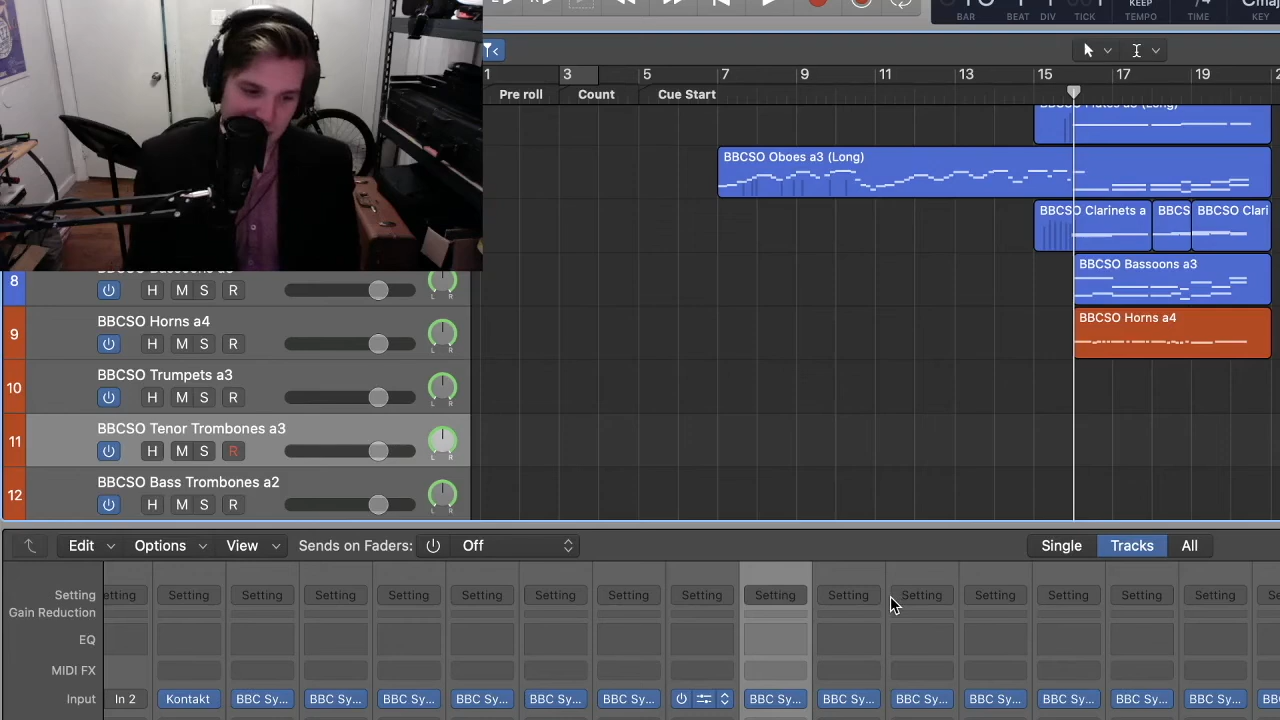 KEEP
BAR BEAT DIV TICK TEMPO TIME KEY
1 3 5 7 9 11 13 15 17 19
Pre roll Count Cue Start
BBCSO Oboes a3 (Long)
BBCSO Clarinets a BBCS BBCSO Clari
BBCSO Bassoons a3
BBCSO Horns a4
8
H M S R
L R
9 BBCSO Horns a4
H M S R
L R
10 BBCSO Trumpets a3
H M S R
L R
11 BBCSO Tenor Trombones a3
H M S R
L R
12 BBCSO Bass Trombones a2
H M S R
L R
Edit Options View Sends on Faders: Off Single Tracks All
Setting etting Setting Setting Setting Setting Setting Setting Setting Setting Setting Setting Setting Setting Setting Setting Setting
Gain Reduction
EQ
MIDI FX
Input In 2 Kontakt BBC Sy... BBC Sy... BBC Sy... BBC Sy... BBC Sy... BBC Sy... BBC Sy... BBC Sy... BBC Sy... BBC Sy... BBC Sy... BBC Sy... BBC Sy...